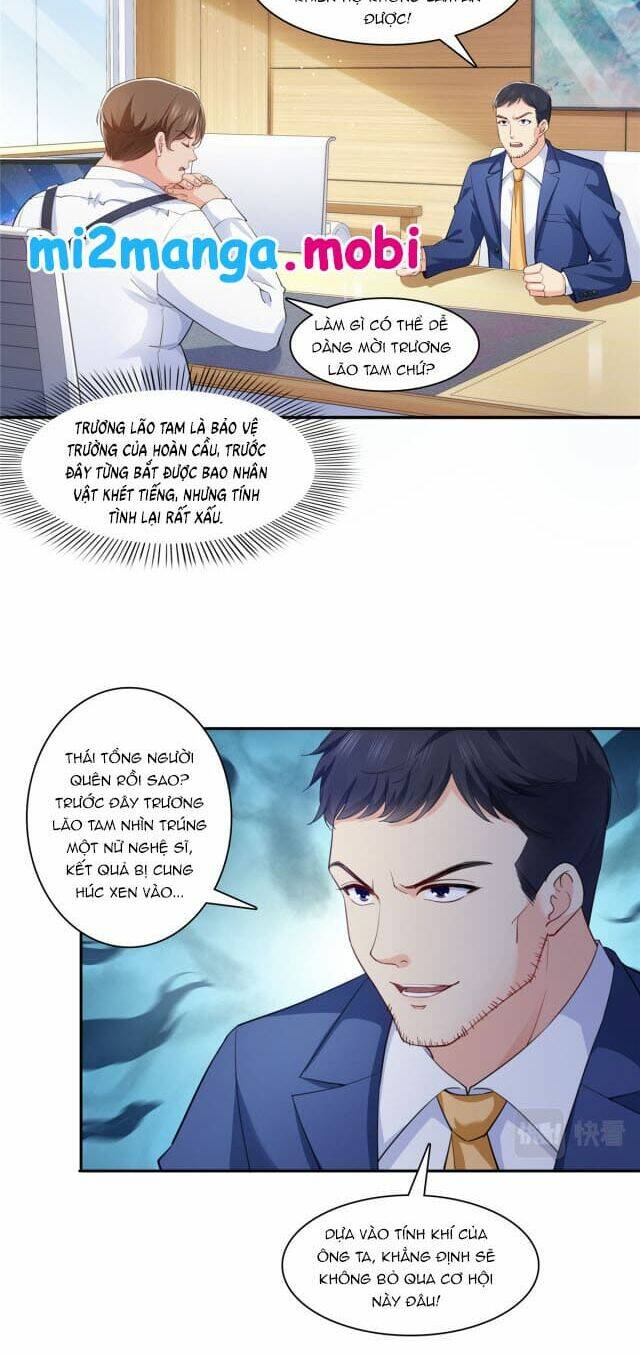 ĐƯỢC!
mi2manga.mobi
LÀM GÌ CÓ THỂ DỄ
DÀNG MỜI TRƯƠNG
LÃO TAM CHỨ?
TRƯƠNG LÃO TAM LÀ BẢO VỆ
TRƯỞNG CỦA HOÀN CẦU, TRƯỚC
ĐÂY TỪNG BẮT ĐƯỢC BAO NHÂN
VẬT KHÉT TIẾNG, NHƯNG TÍNH
TÌNH LẠI RẤT XẤU.
THÁI TỔNG NGƯỜI
QUÊN RỒI SAO?
TRƯỚC ĐÂY TRƯƠNG
LÃO TAM NHÌN TRÚNG
MỘT NỮ NGHỆ SĨ,
KẾT QUẢ BỊ CUNG
HÚC XEN VÀO...
快看
DỰA VÀO TÍNH KHÍ CỦA
ÔNG TA, KHẲNG ĐỊNH SẼ
KHÔNG BỎ QUA CƠ HỘI
NÀY ĐÂU!